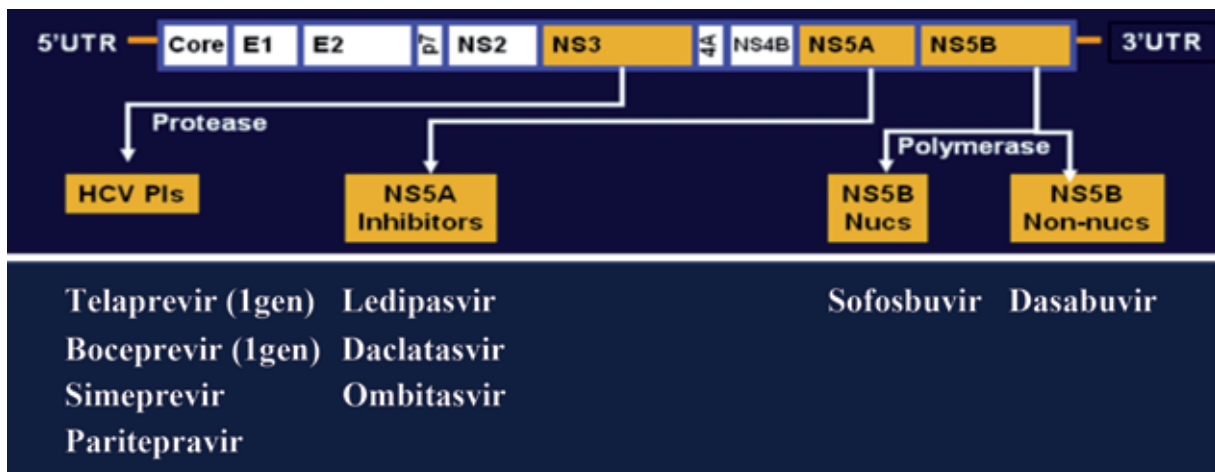 5'UTR Core E1 E2 p7 NS2 NS3 4A NS4B NS5A NS5B 3'UTR
Protease
Polymerase
HCV PIs
NS5A
Inhibitors
NS5B
Nucs
NS5B
Non-nucs
Telaprevir (1gen) Ledipasvir Sofosbuvir Dasabuvir
Boceprevir (1gen) Daclatasvir
Simeprevir Ombitasvir
Paritepravir